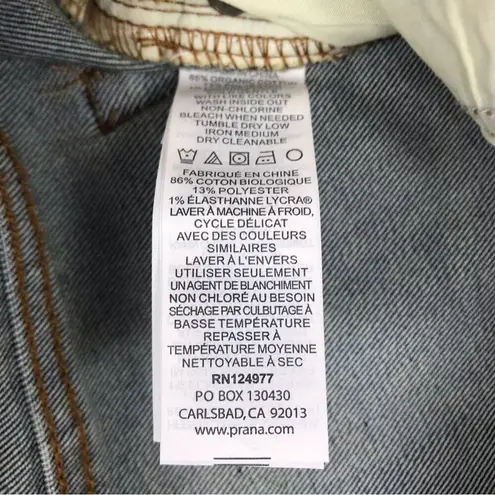 86% ORGANIC COTTON
WITH LIKE COLORS
WASH INSIDE OUT
NON-CHLORINE
BLEACH WHEN NEEDED
TUMBLE DRY LOW
IRON MEDIUM
DRY CLEANABLE
FABRIQUÉ EN CHINE
86% COTON BIOLOGIQUE
13% POLYESTER
1% ÉLASTHANNE LYCRA®
LAVER À MACHINE À FROID,
CYCLE DÉLICAT
AVEC DES COULEURS
SIMILAIRES
LAVER À L'ENVERS
UTILISER SEULEMENT
UN AGENT DE BLANCHIMENT
NON CHLORÉ AU BESOIN
SÉCHAGE PAR CULBUTAGE À
BASSE TEMPÉRATURE
REPASSER À
TEMPÉRATURE MOYENNE
NETTOYABLE À SEC
RN124977
PO BOX 130430
CARLSBAD, CA 92013
www.prana.com